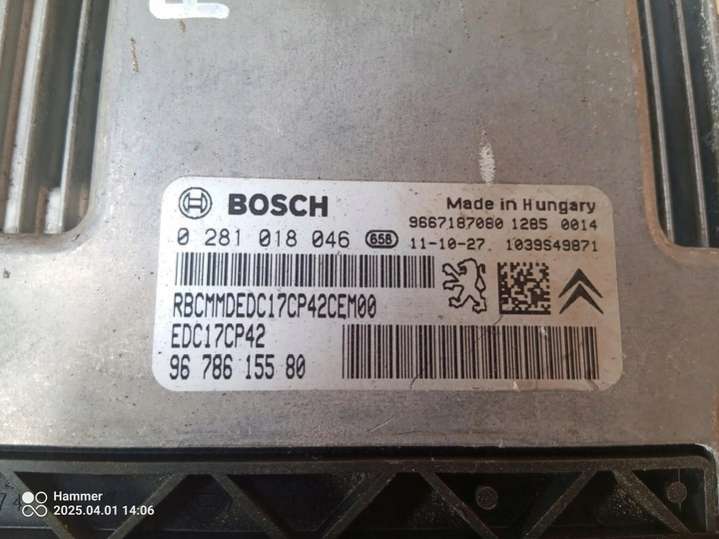 BOSCH
Made in Hungary
9667187080 1285 0014
0 281 018 046 658 11-10-27. 1039S49871
RBCMMDEDC17CP42CEM00
EDC17CP42
96 786 155 80
Hammer
2025.04.01 14:06